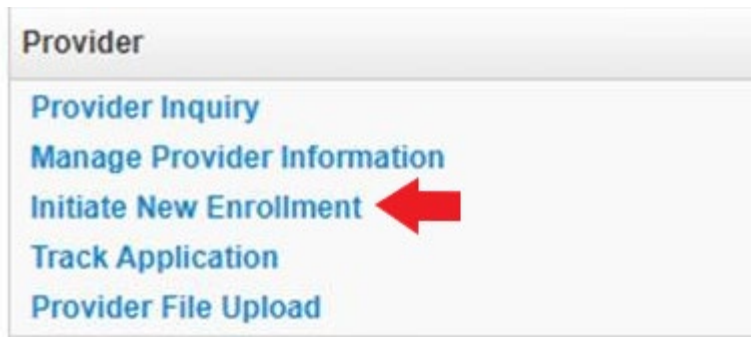 Provider
Provider Inquiry
Manage Provider Information
Initiate New Enrollment
Track Application
Provider File Upload